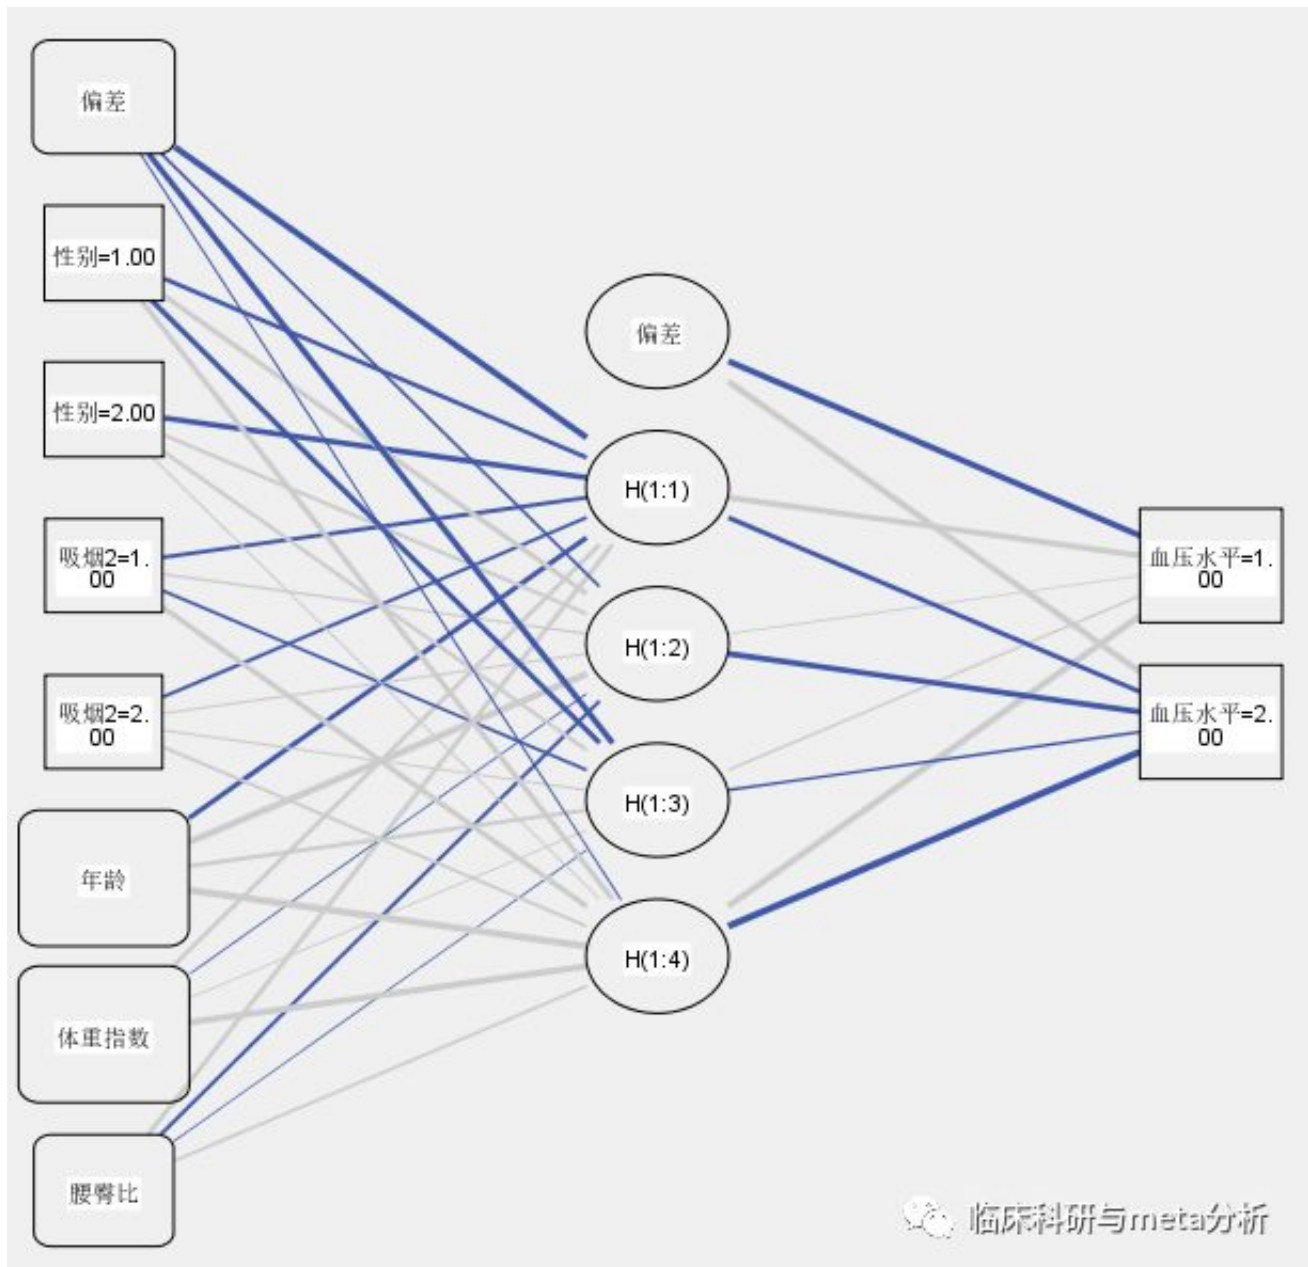 偏差
性别=1.00
性别=2.00
吸烟2=1.
00
吸烟2=2.
00
年龄
体重指数
腰臀比
偏差
H(1:1)
H(1:2)
H(1:3)
H(1:4)
血压水平=1.
00
血压水平=2.
00
临床科研与meta分析